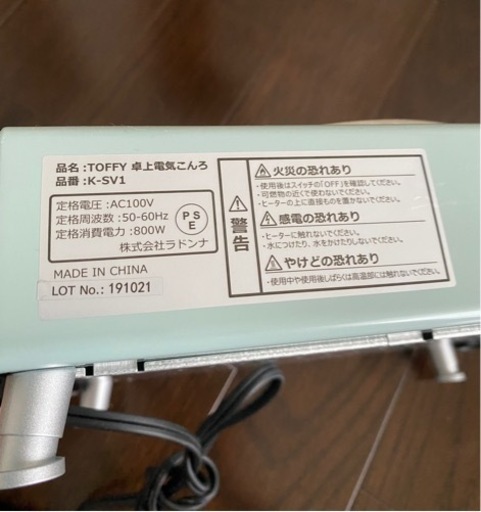 品名:TOFFY 卓上電気こんろ
品番:K-SV1
定格電圧:AC100V
定格周波数:50-60Hz
定格消費電力:800W
株式会社ラドンナ
PSE
MADE IN CHINA
LOT No.: 191021
警告
火災の恐れあり
・使用後はスイッチの「OFF」を確認してください。
・可燃物の近くで使わないでください。
・ヒーターの上に直接ものを置かないでください。
感電の恐れあり
・ヒーターに触れないでください。
・水につけたり、水をかけたりしないでください。
やけどの恐れあり
・使用中や使用後しばらくは高温部には触れないでください。